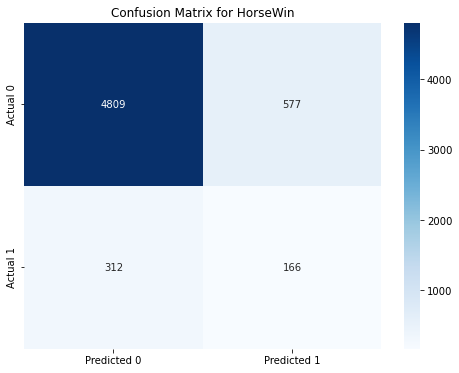 Confusion Matrix for HorseWin
Actual 0
4809
577
Actual 1
312
166
Predicted 0
Predicted 1
4000
3000
2000
1000